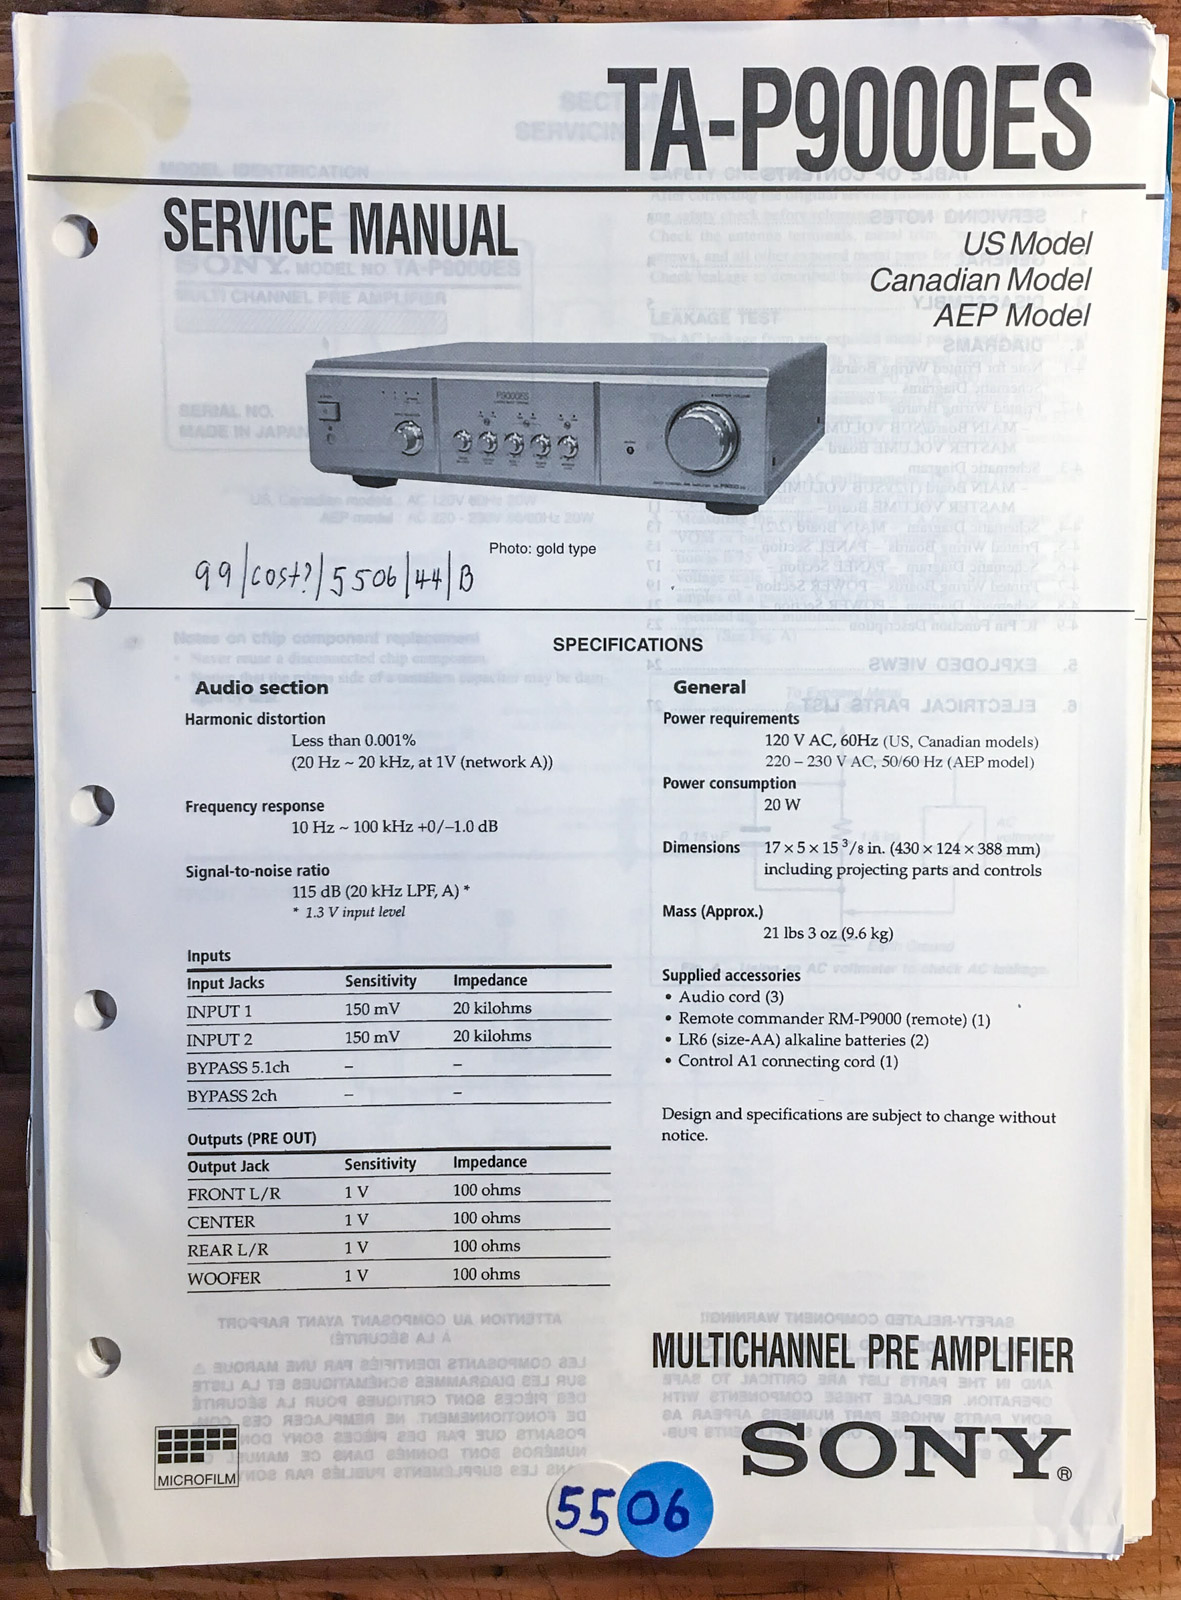 TA-P9000ES
SERVICE MANUAL
US Model
Canadian Model
AEP Model
P9000ES
Photo: gold type
99/cost?/5506/44/B
SPECIFICATIONS
Audio section
Harmonic distortion
Less than 0.001%
(20 Hz ~ 20 kHz, at 1V (network A))
Frequency response
10 Hz ~ 100 kHz +0/–1.0 dB
Signal-to-noise ratio
115 dB (20 kHz LPF, A) *
* 1.3 V input level
Inputs
Input Jacks Sensitivity Impedance
INPUT 1 150 mV 20 kilohms
INPUT 2 150 mV 20 kilohms
BYPASS 5.1ch – –
BYPASS 2ch – –
Outputs (PRE OUT)
Output Jack Sensitivity Impedance
FRONT L/R 1 V 100 ohms
CENTER 1 V 100 ohms
REAR L/R 1 V 100 ohms
WOOFER 1 V 100 ohms
General
Power requirements
120 V AC, 60Hz (US, Canadian models)
220 – 230 V AC, 50/60 Hz (AEP model)
Power consumption
20 W
Dimensions 17 × 5 × 15 3/8 in. (430 × 124 × 388 mm)
including projecting parts and controls
Mass (Approx.)
21 lbs 3 oz (9.6 kg)
Supplied accessories
• Audio cord (3)
• Remote commander RM-P9000 (remote) (1)
• LR6 (size-AA) alkaline batteries (2)
• Control A1 connecting cord (1)
Design and specifications are subject to change without
notice.
MULTICHANNEL PRE AMPLIFIER
SONY®
MICROFILM
5506